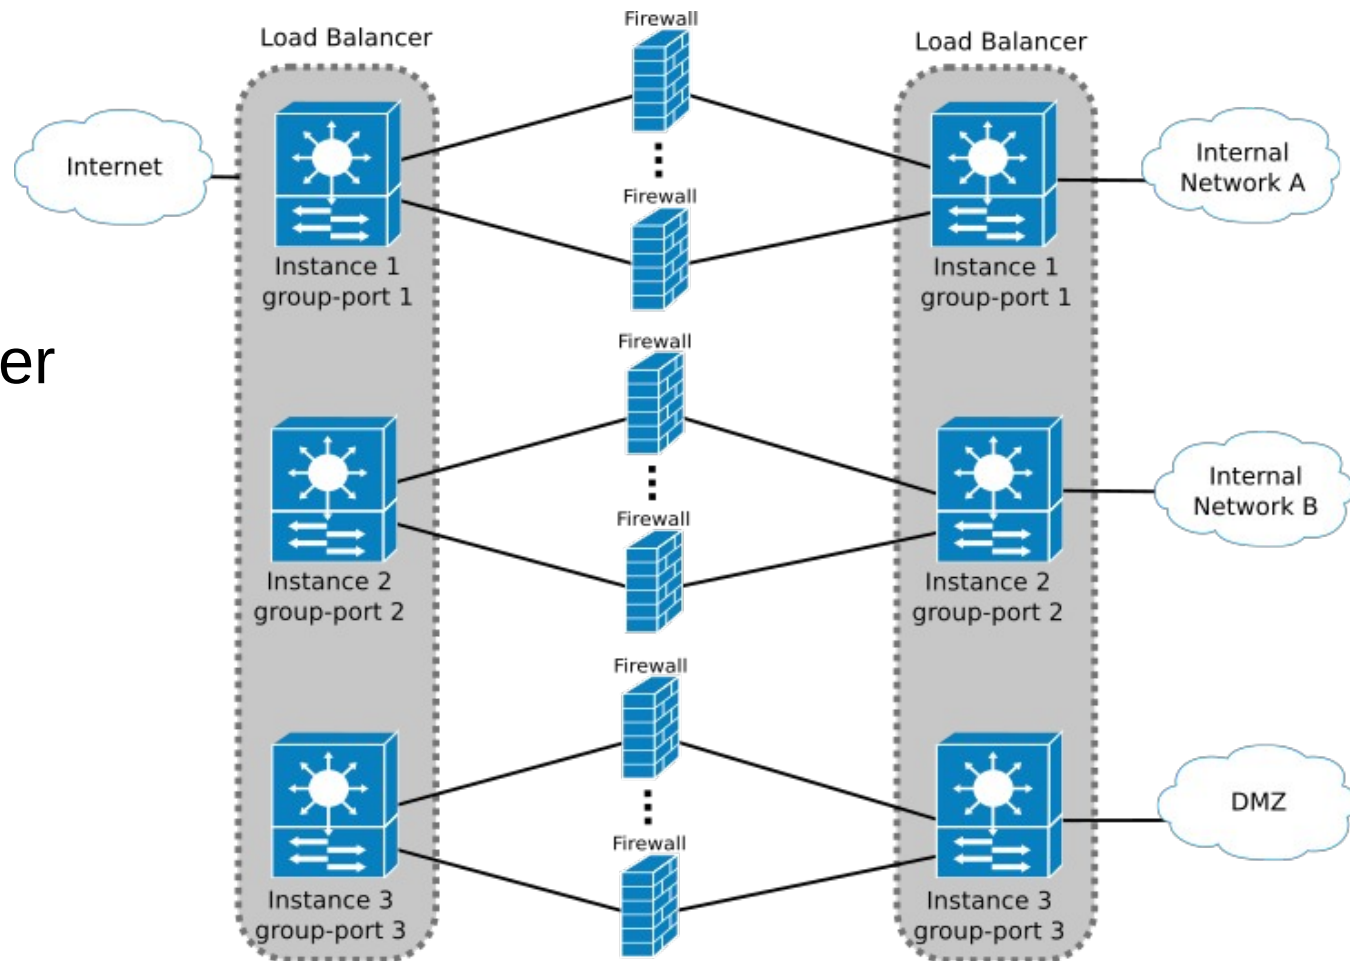 Load Balancer
Firewall
Load Balancer
Internet
Internal
Network A
Firewall
Instance 1
group-port 1
Instance 1
group-port 1
er
Firewall
Internal
Network B
Firewall
Instance 2
group-port 2
Instance 2
group-port 2
Firewall
DMZ
Firewall
Instance 3
group-port 3
Instance 3
group-port 3